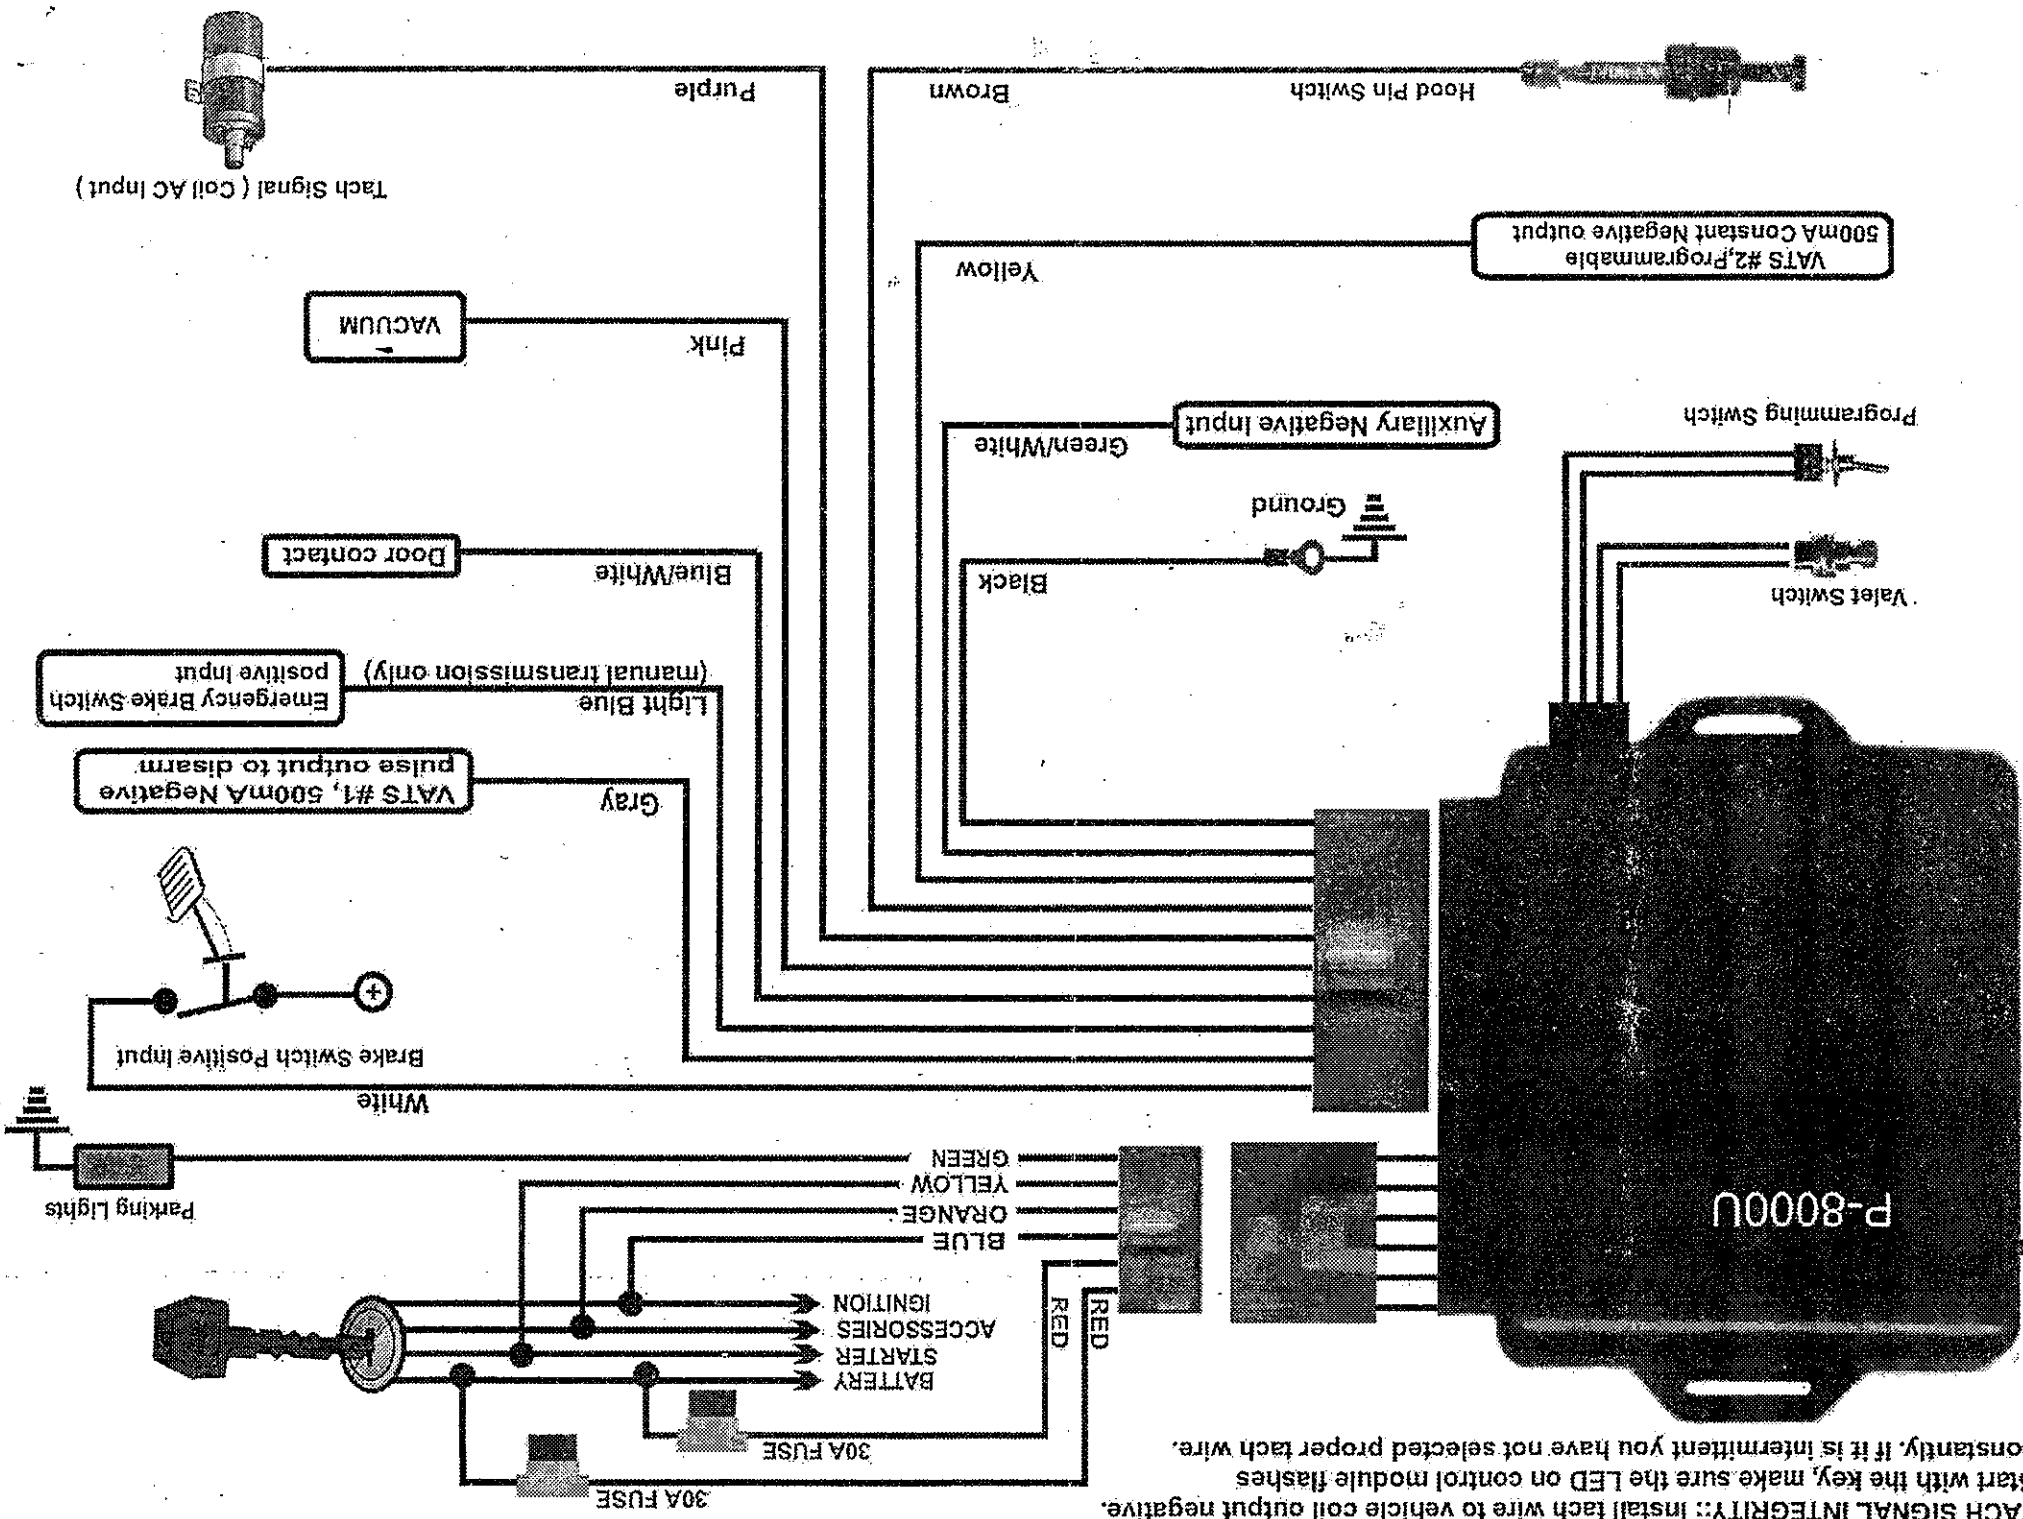 ACH SIGNAL INTEGRITY:: Install tach wire to vehicle coil output negative.
start with the key, make sure the LED on control module flashes
onstantly. If it is intermittent you have not selected proper tach wire.
30A FUSE
30A FUSE
BATTERY
STARTER
ACCESSORIES
IGNITION
RED
RED
BLUE
ORANGE
YELLOW
GREEN
Parking Lights
P-8000U
White
Brake Switch Positive Input
+
Gray
VATS #1, 500mA Negative
pulse output to disarm
Light Blue
(manual transmission only)
Emergency Brake Switch
positive Input
Blue/White
Door contact
Valet Switch
Black
Ground
Programming Switch
Green/White
Auxiliary Negative Input
Pink
VACUUM
Yellow
VATS #2,Programmable
500mA Constant Negative output
Tach Signal ( Coil AC Input )
Purple
Brown
Hood Pin Switch